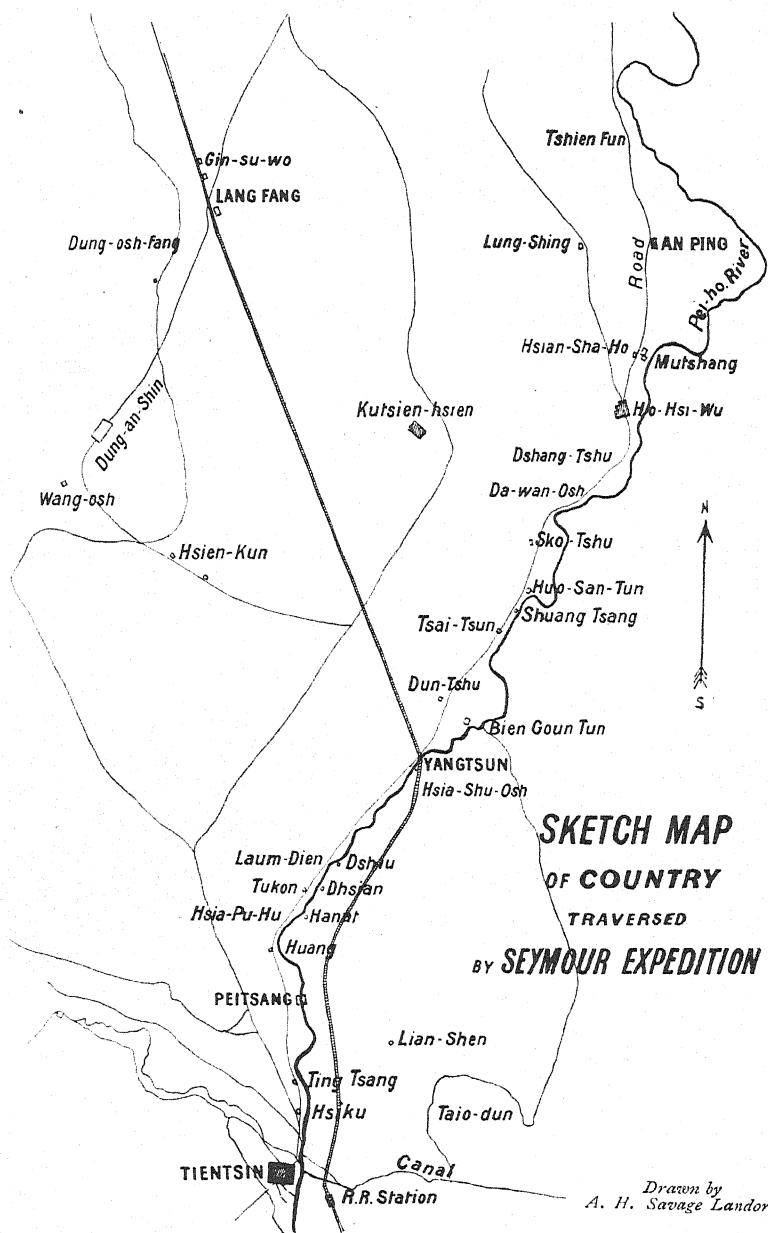 Tshien Fun
Gin-su-wo
LANG FANG
Dung-osh-Fang
Lung-Shing
Road
AN PING
Pei-ho. River
Hsian-Sha-Ho
Mutshang
Kutsien-hsien
Ho-Hsi-Wu
Dung-an-Shin
Dshang-Tshu
Da-wan-Osh
Wang-osh
N
Sko-Tshu
Hsien-Kun
Huo-San-Tun
Shuang Tsang
Tsai-Tsun
Dun-Tshu
S
Bien Goun Tun
YANGTSUN
Hsia-Shu-Osh
SKETCH MAP
OF COUNTRY
TRAVERSED
BY SEYMOUR EXPEDITION
Laum-Dien
Tukon
Dhsian
Hsia-Pu-Hu
Huang
PEITSANG
Lian-Shen
Ting Tsang
Hsiku
Taio-dun
TIENTSIN
Canal
R.R. Station
Drawn by
A. H. Savage Landor